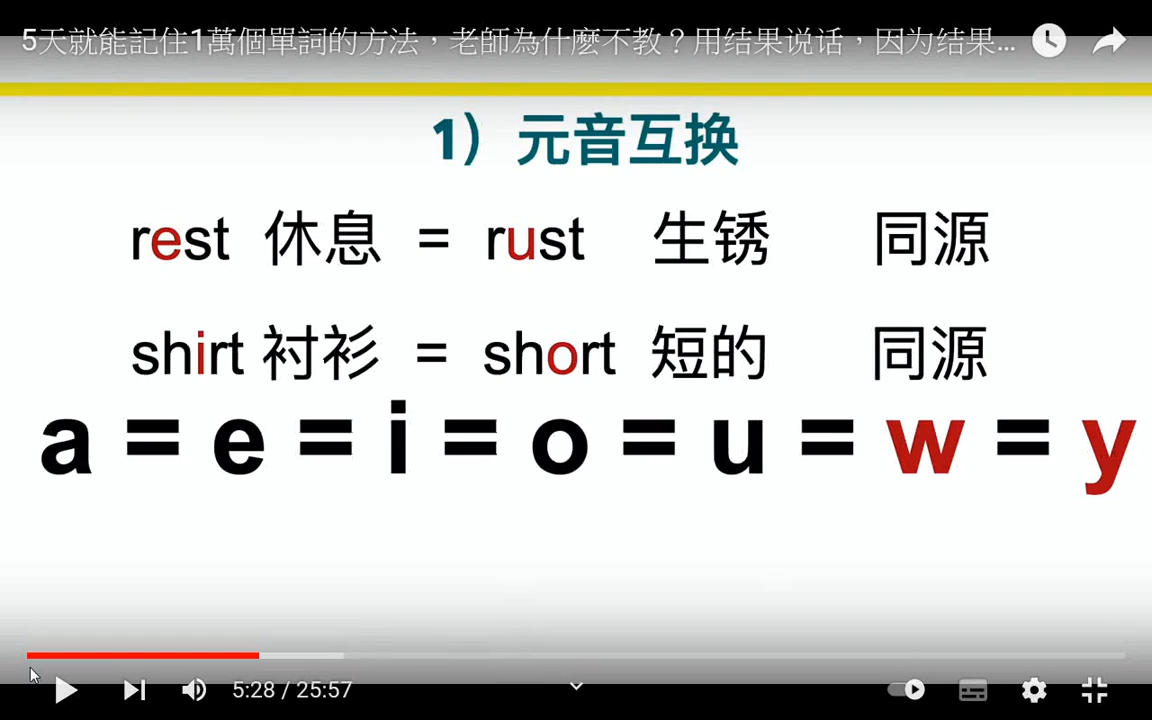 5天就能記住1萬個單詞的方法，老師為什麼不教？用结果说话，因为结果...
1）元音互换
rest 休息 = rust 生锈 同源
shirt 衬衫 = short 短的 同源
a = e = i = o = u = w = y
5:28 / 25:57